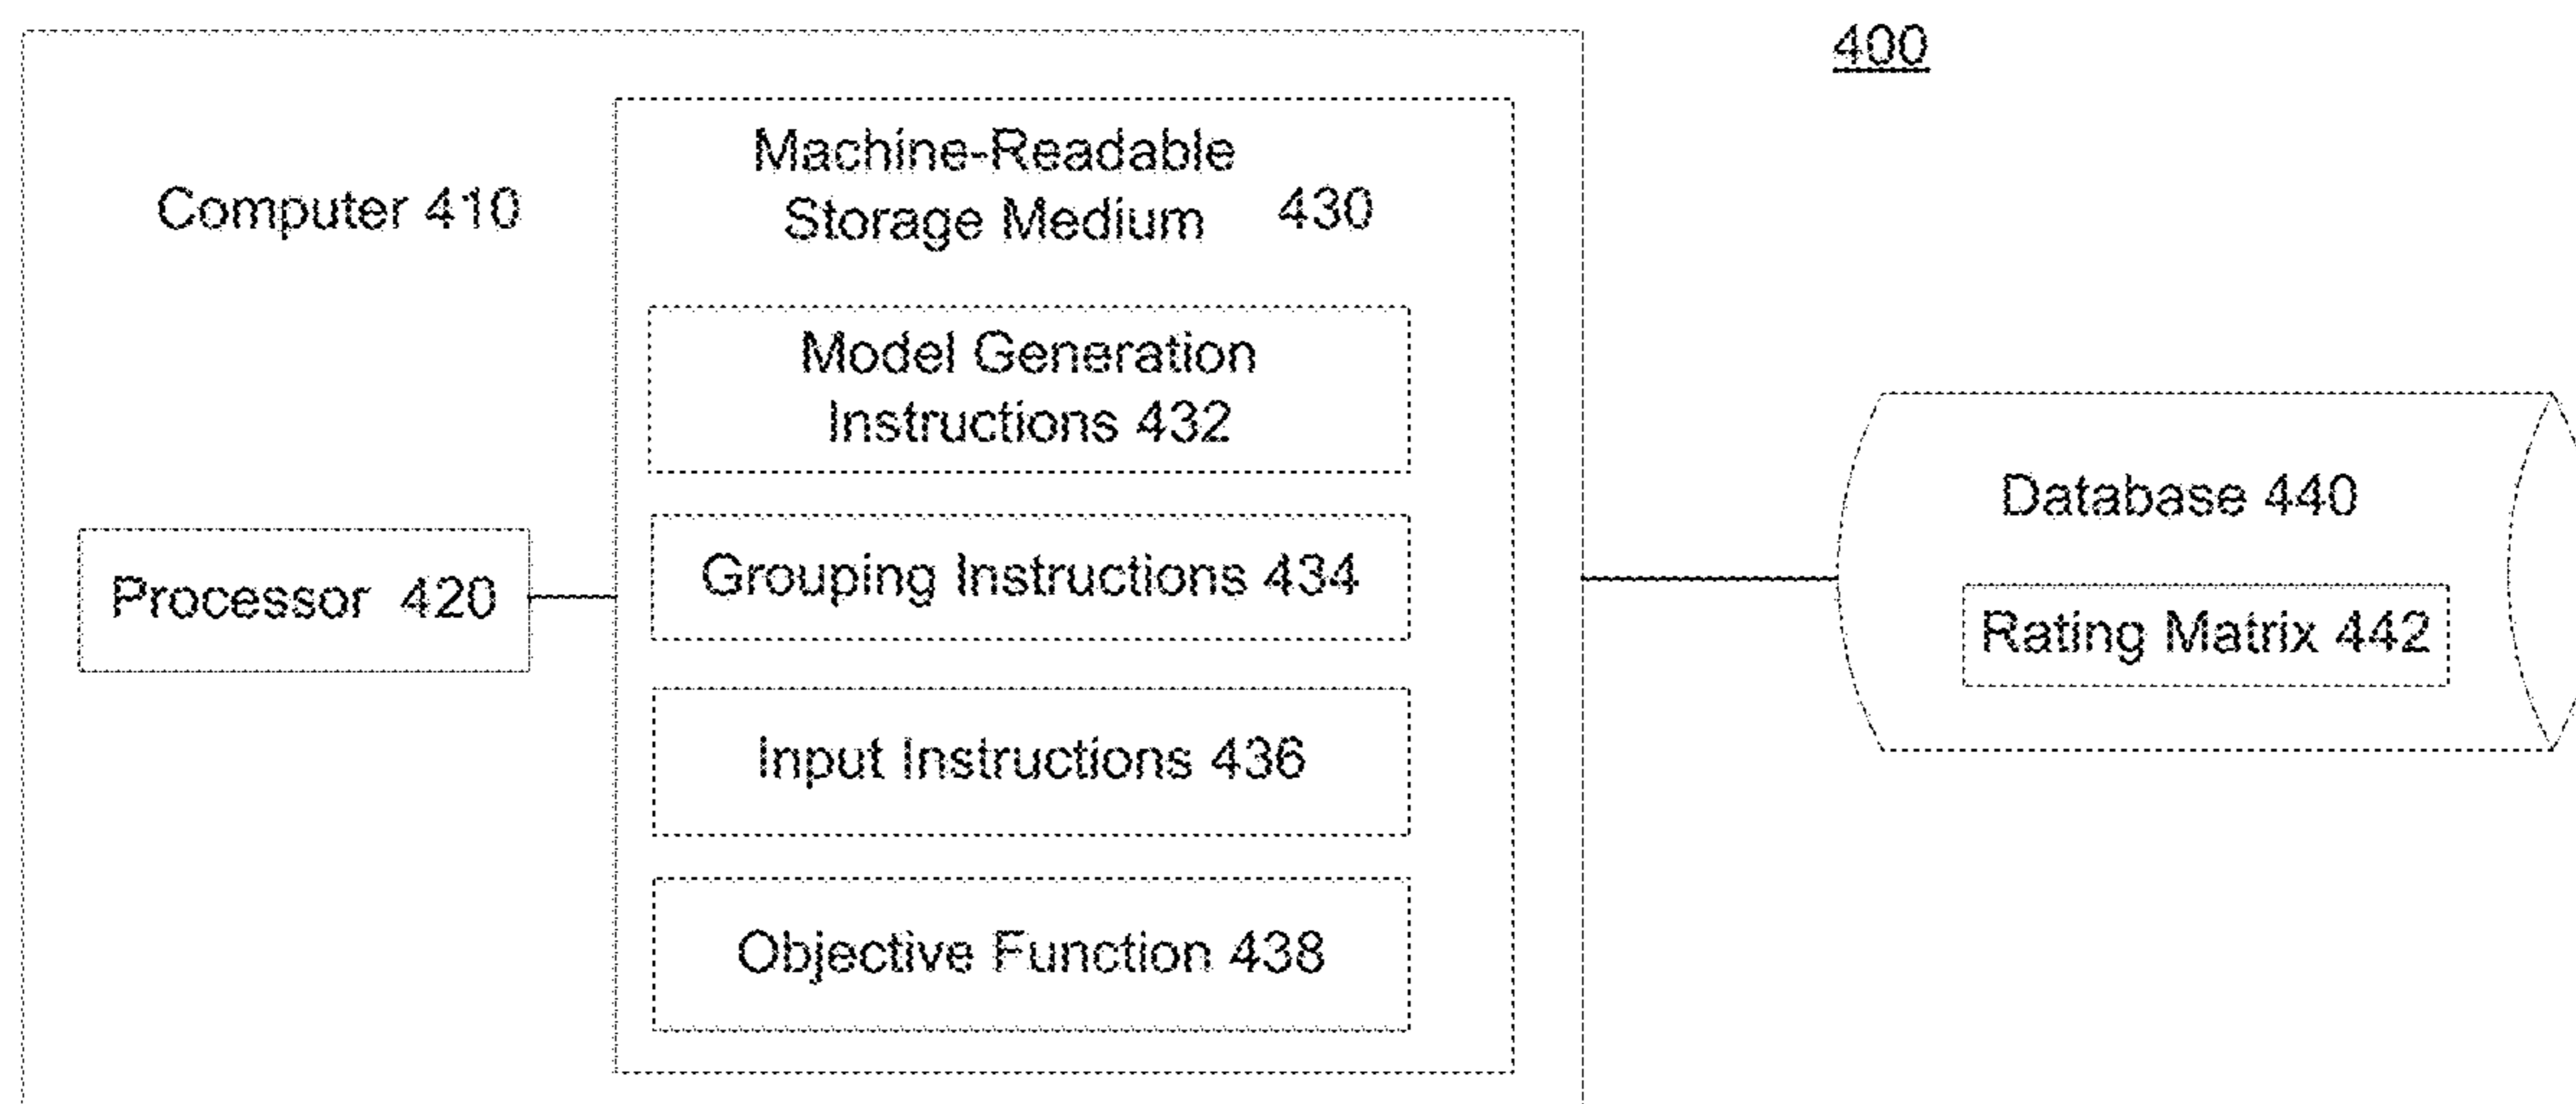 400
Machine-Readable
Storage Medium 430
Computer 410
Model Generation
Instructions 432
Grouping Instructions 434
Processor 420
Input Instructions 436
Objective Function 438
Database 440
Rating Matrix 442